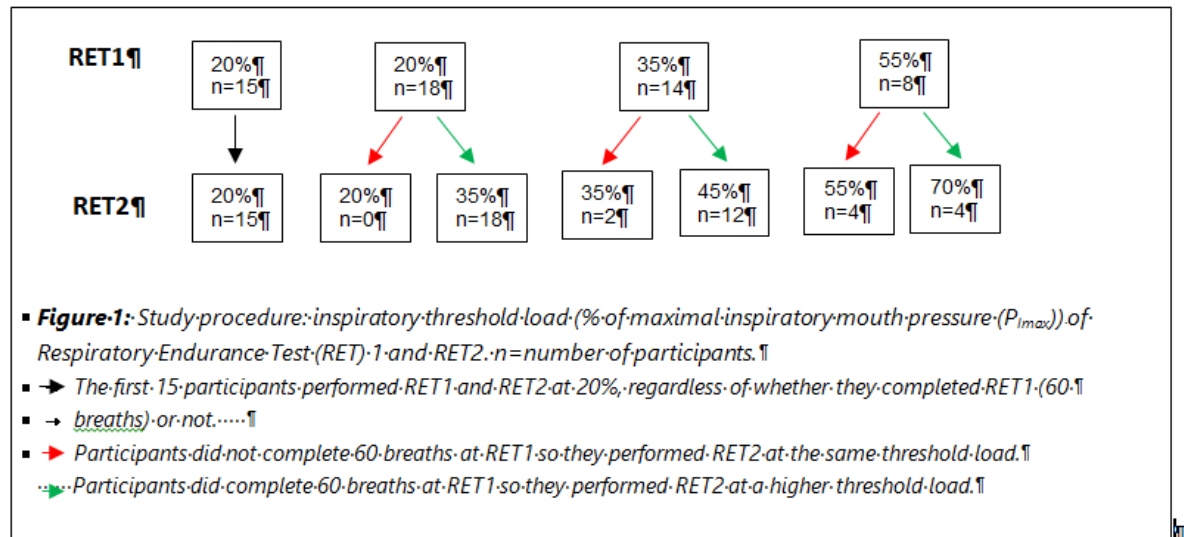 RET1¶
20%¶ 20%¶ 35%¶ 55%¶
n=15¶ n=18¶ n=14¶ n=8¶
RET2¶
20%¶ 20%¶ 35%¶ 35%¶ 45%¶ 55%¶ 70%¶
n=15¶ n=0¶ n=18¶ n=2¶ n=12¶ n=4¶ n=4¶
▪ Figure·1:·Study·procedure:·inspiratory·threshold·load·(%·of·maximal·inspiratory·mouth·pressure·(PImax))·of·
Respiratory·Endurance·Test·(RET)·1·and·RET2.·n=number·of·participants.¶
▪ → The·first·15·participants·performed·RET1·and·RET2·at·20%,·regardless·of·whether·they·completed·RET1·(60·¶
▪ → breaths)·or·not.·····¶
▪ → Participants·did·not·complete·60·breaths·at·RET1·so·they·performed·RET2·at·the·same·threshold·load.¶
······Participants·did·complete·60·breaths·at·RET1·so·they·performed·RET2·at·a·higher·threshold·load.¶